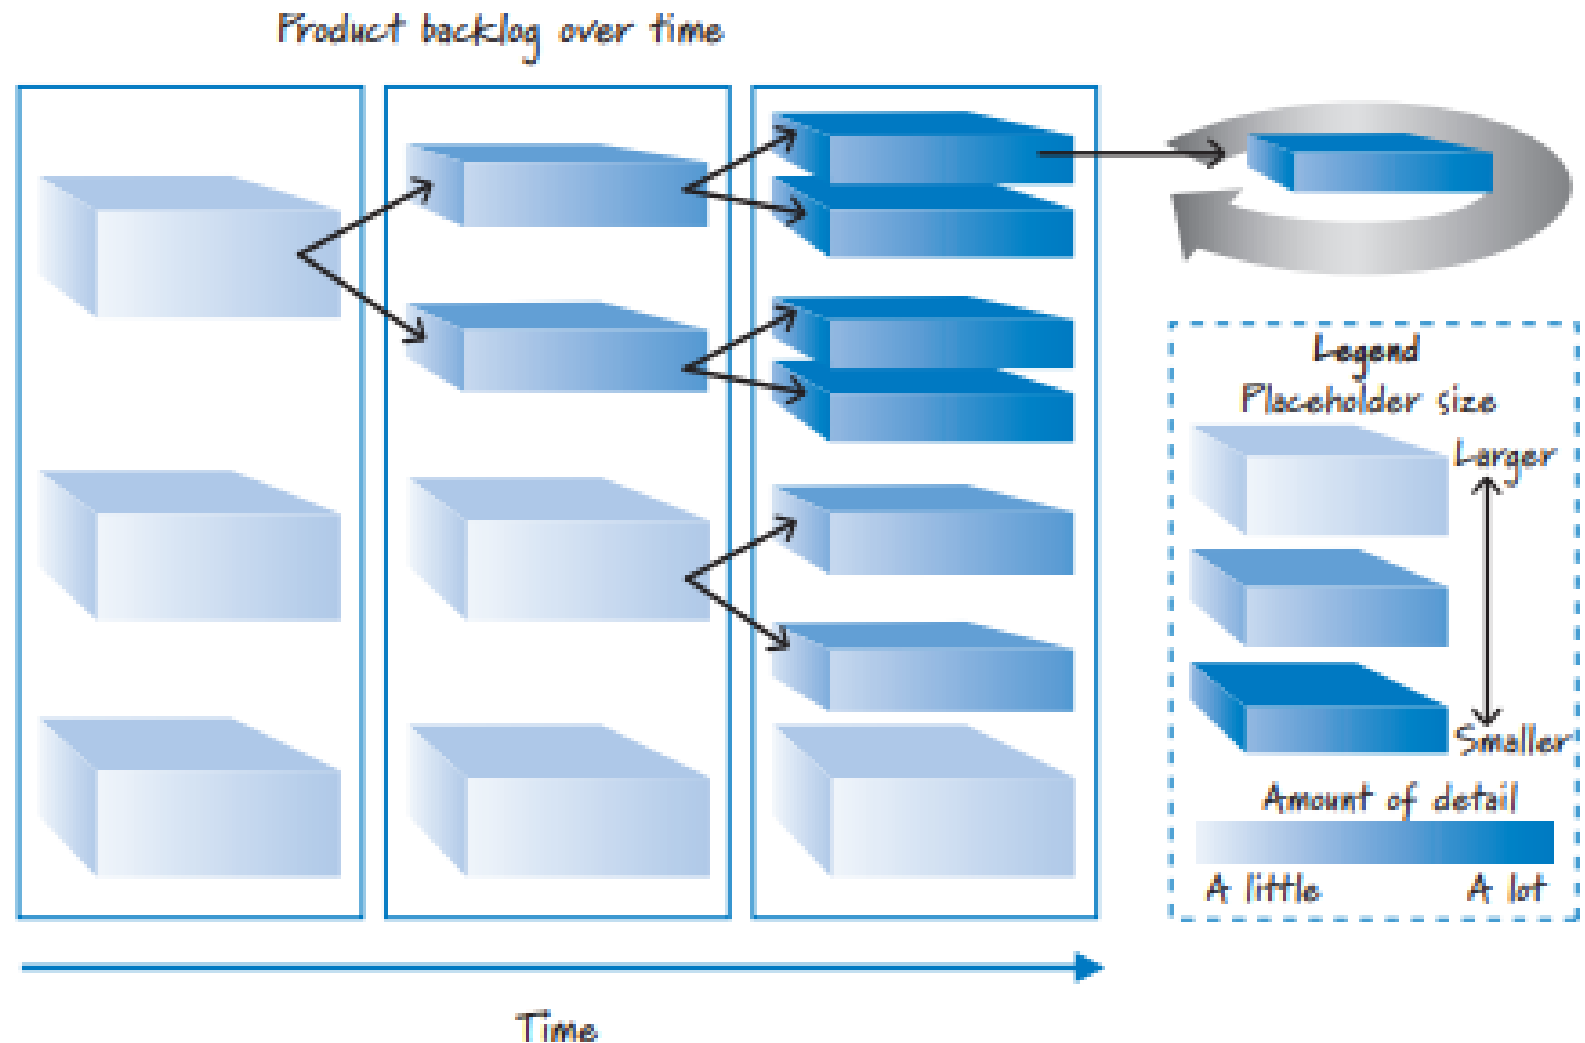 Product backlog over time
Legend
Placeholder size
Larger
Smaller
Amount of detail
A little
A lot
Time